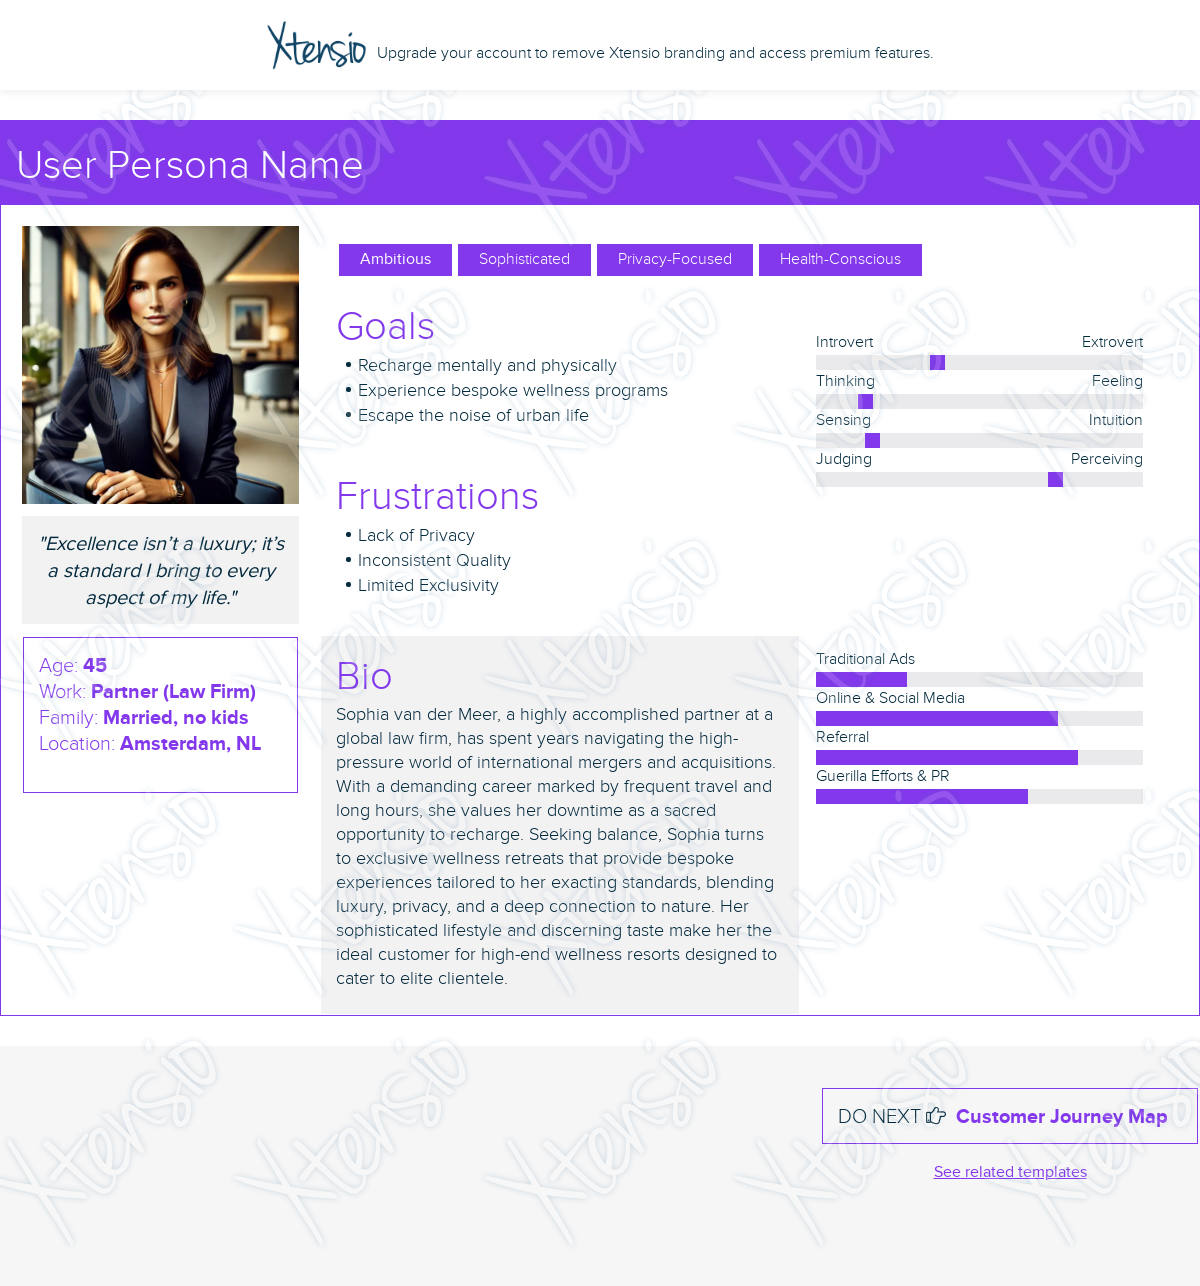 Xtensio Upgrade your account to remove Xtensio branding and access premium features.
User Persona Name
Ambitious Sophisticated Privacy-Focused Health-Conscious
Goals
• Recharge mentally and physically
• Experience bespoke wellness programs
• Escape the noise of urban life
Frustrations
• Lack of Privacy
• Inconsistent Quality
• Limited Exclusivity
Introvert Extrovert
Thinking Feeling
Sensing Intuition
Judging Perceiving
"Excellence isn’t a luxury; it’s
a standard I bring to every
aspect of my life."
Age: 45
Work: Partner (Law Firm)
Family: Married, no kids
Location: Amsterdam, NL
Bio
Sophia van der Meer, a highly accomplished partner at a
global law firm, has spent years navigating the high-
pressure world of international mergers and acquisitions.
With a demanding career marked by frequent travel and
long hours, she values her downtime as a sacred
opportunity to recharge. Seeking balance, Sophia turns
to exclusive wellness retreats that provide bespoke
experiences tailored to her exacting standards, blending
luxury, privacy, and a deep connection to nature. Her
sophisticated lifestyle and discerning taste make her the
ideal customer for high-end wellness resorts designed to
cater to elite clientele.
Traditional Ads
Online & Social Media
Referral
Guerilla Efforts & PR
DO NEXT Customer Journey Map
See related templates